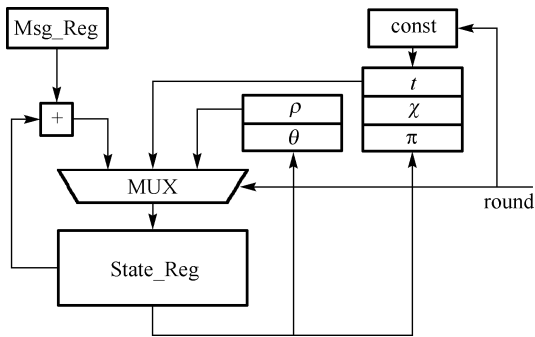 Msg_Reg
const
t
ρ
χ
+
θ
π
MUX
round
State_Reg